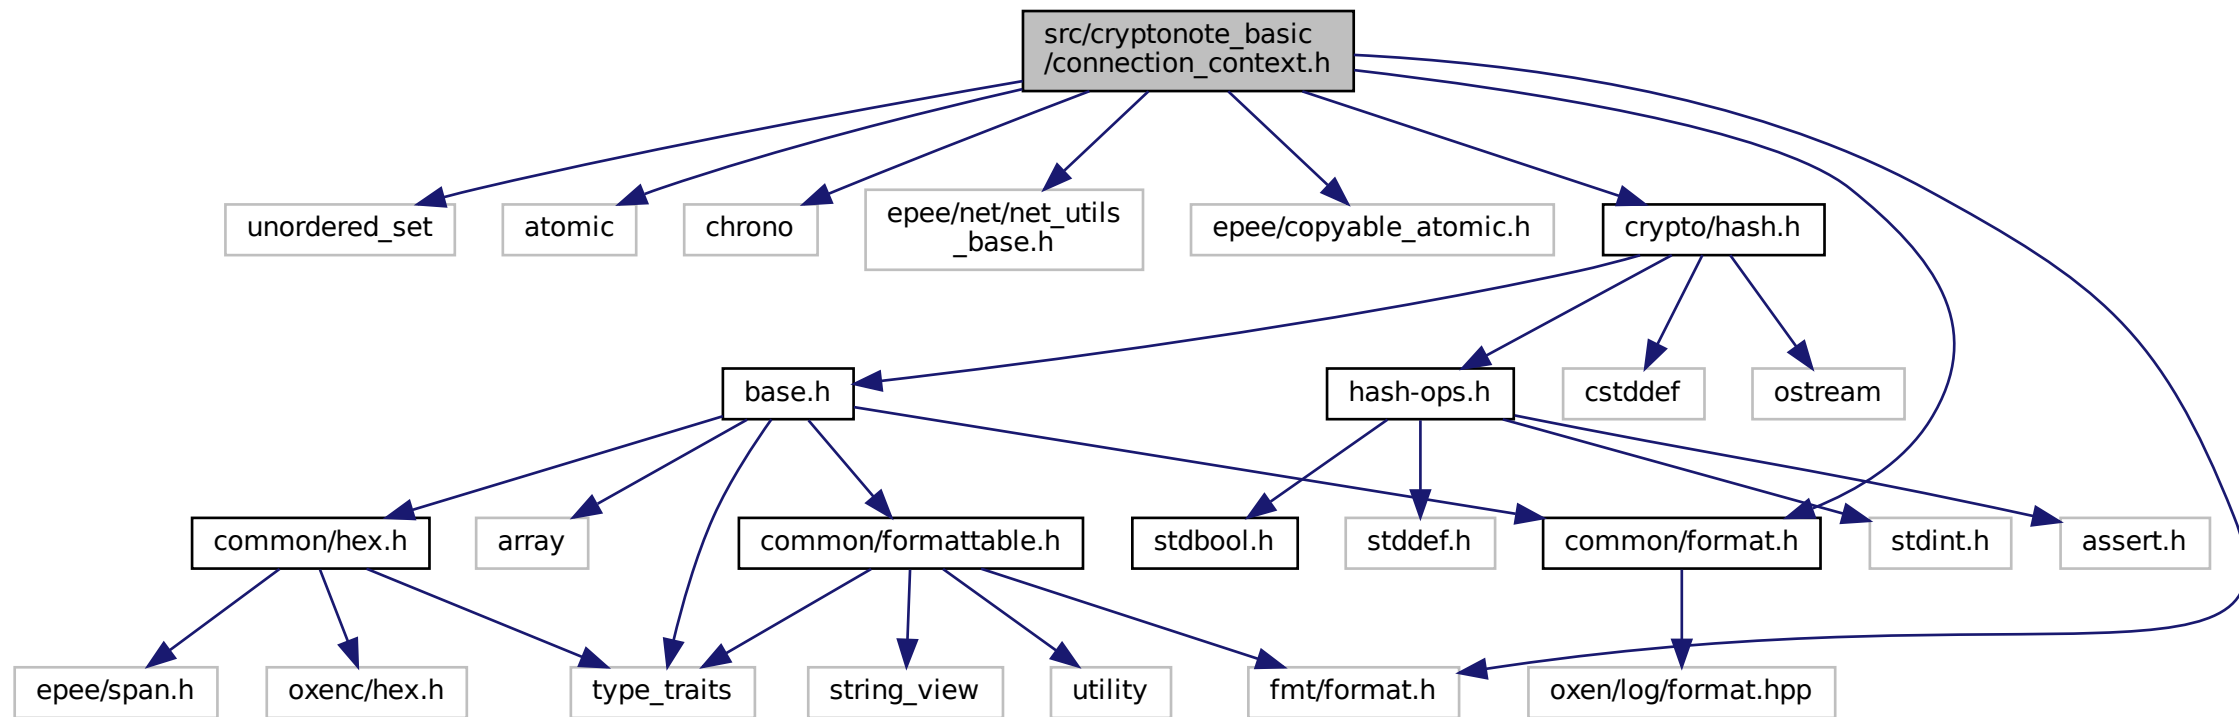 src/cryptonote_basic
/connection_context.h
unordered_set
atomic
chrono
epee/net/net_utils
_base.h
epee/copyable_atomic.h
crypto/hash.h
base.h
hash-ops.h
cstddef
ostream
common/hex.h
array
common/formattable.h
stdbool.h
stddef.h
common/format.h
stdint.h
assert.h
epee/span.h
oxenc/hex.h
type_traits
string_view
utility
fmt/format.h
oxen/log/format.hpp